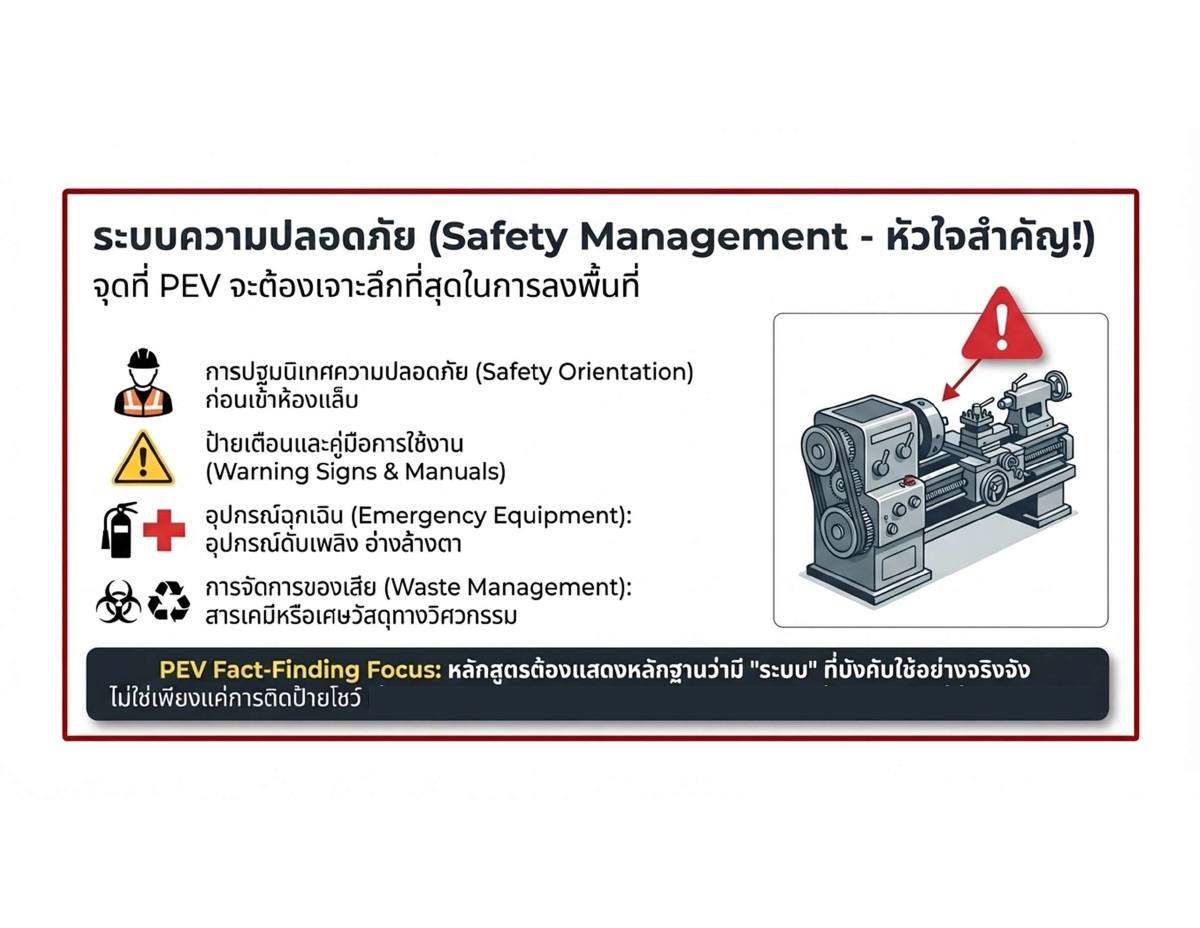 ระบบความปลอดภัย (Safety Management - หัวใจสำคัญ!)
จุดที่ PEV จะต้องเจาะลึกที่สุดในการลงพื้นที่
การปฐมนิเทศความปลอดภัย (Safety Orientation)
ก่อนเข้าห้องแล็บ
ป้ายเตือนและคู่มือการใช้งาน
(Warning Signs & Manuals)
อุปกรณ์ฉุกเฉิน (Emergency Equipment):
อุปกรณ์ดับเพลิง อ่างล้างตา
การจัดการของเสีย (Waste Management):
สารเคมีหรือเศษวัสดุทางวิศวกรรม
PEV Fact-Finding Focus: หลักสูตรต้องแสดงหลักฐานว่ามี "ระบบ" ที่บังคับใช้อย่างจริงจัง
ไม่ใช่เพียงแค่การติดป้ายโชว์